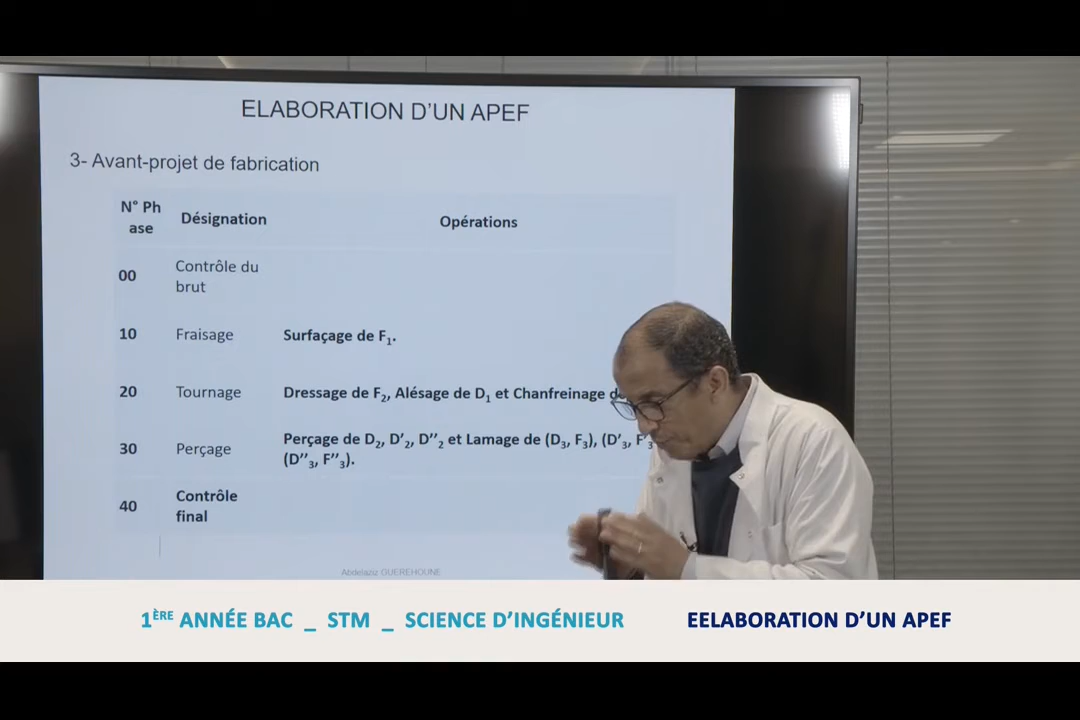 ELABORATION D'UN APEF
3- Avant-projet de fabrication
N° Ph
ase
Désignation
Opérations
00
Contrôle du
brut
10
Fraisage
Surfaçage de F₁.
20
Tournage
Dressage de F₂, Alésage de D₁ et Chanfreinage
30
Perçage
Perçage de D₂, D'₂, D''₂ et Lamage de (D₃, F₃), (D'₃, F'₃
(D''₃, F''₃).
40
Contrôle
final
Abdelaziz GUEREHOUNE
1ÈRE ANNÉE BAC _ STM _ SCIENCE D'INGÉNIEUR
EELABORATION D'UN APEF